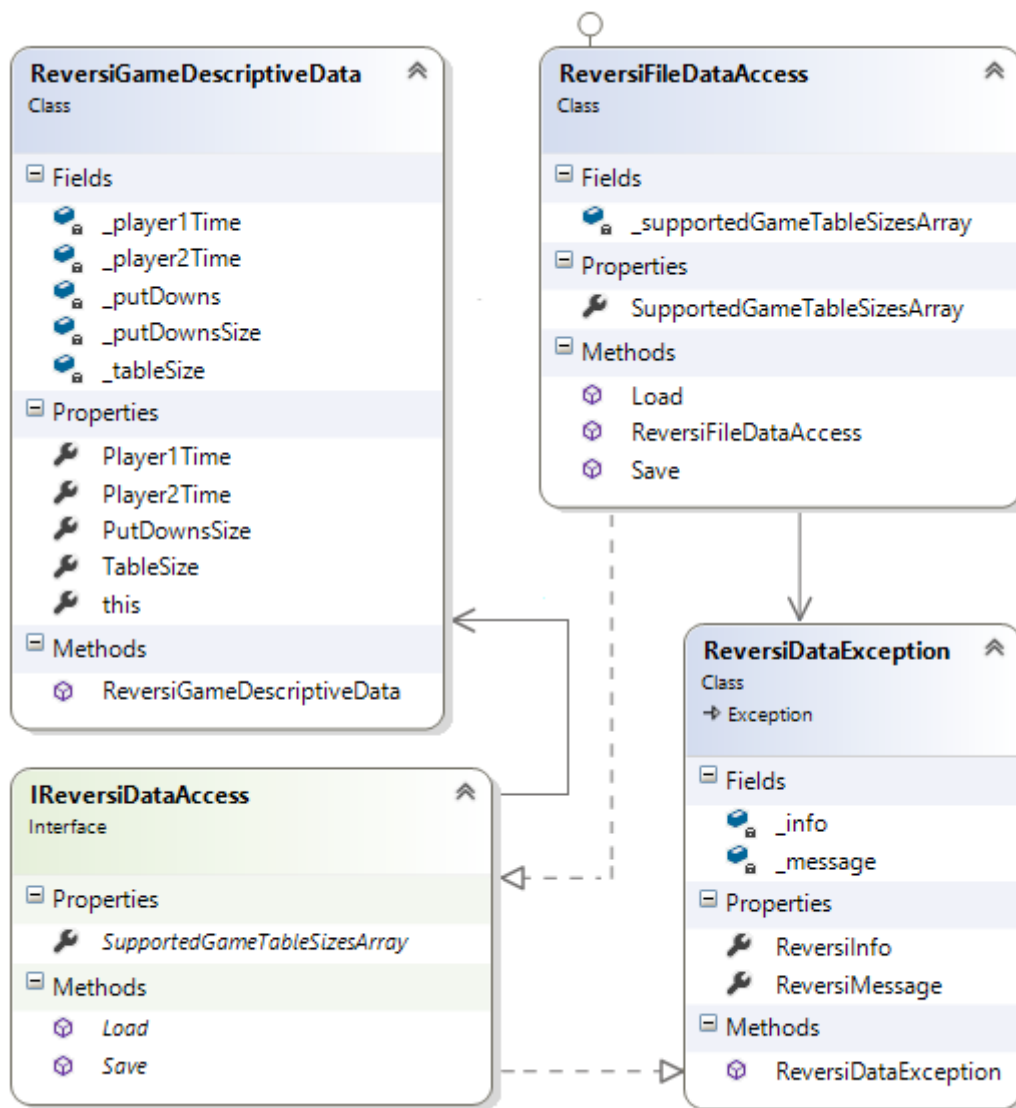 ReversiGameDescriptiveData
Class
Fields
_player1Time
_player2Time
_putDowns
_putDownsSize
_tableSize
Properties
Player1Time
Player2Time
PutDownsSize
TableSize
this
Methods
ReversiGameDescriptiveData
ReversiFileDataAccess
Class
Fields
_supportedGameTableSizesArray
Properties
SupportedGameTableSizesArray
Methods
Load
ReversiFileDataAccess
Save
IReversiDataAccess
Interface
Properties
SupportedGameTableSizesArray
Methods
Load
Save
ReversiDataException
Class
Exception
Fields
_info
_message
Properties
ReversiInfo
ReversiMessage
Methods
ReversiDataException